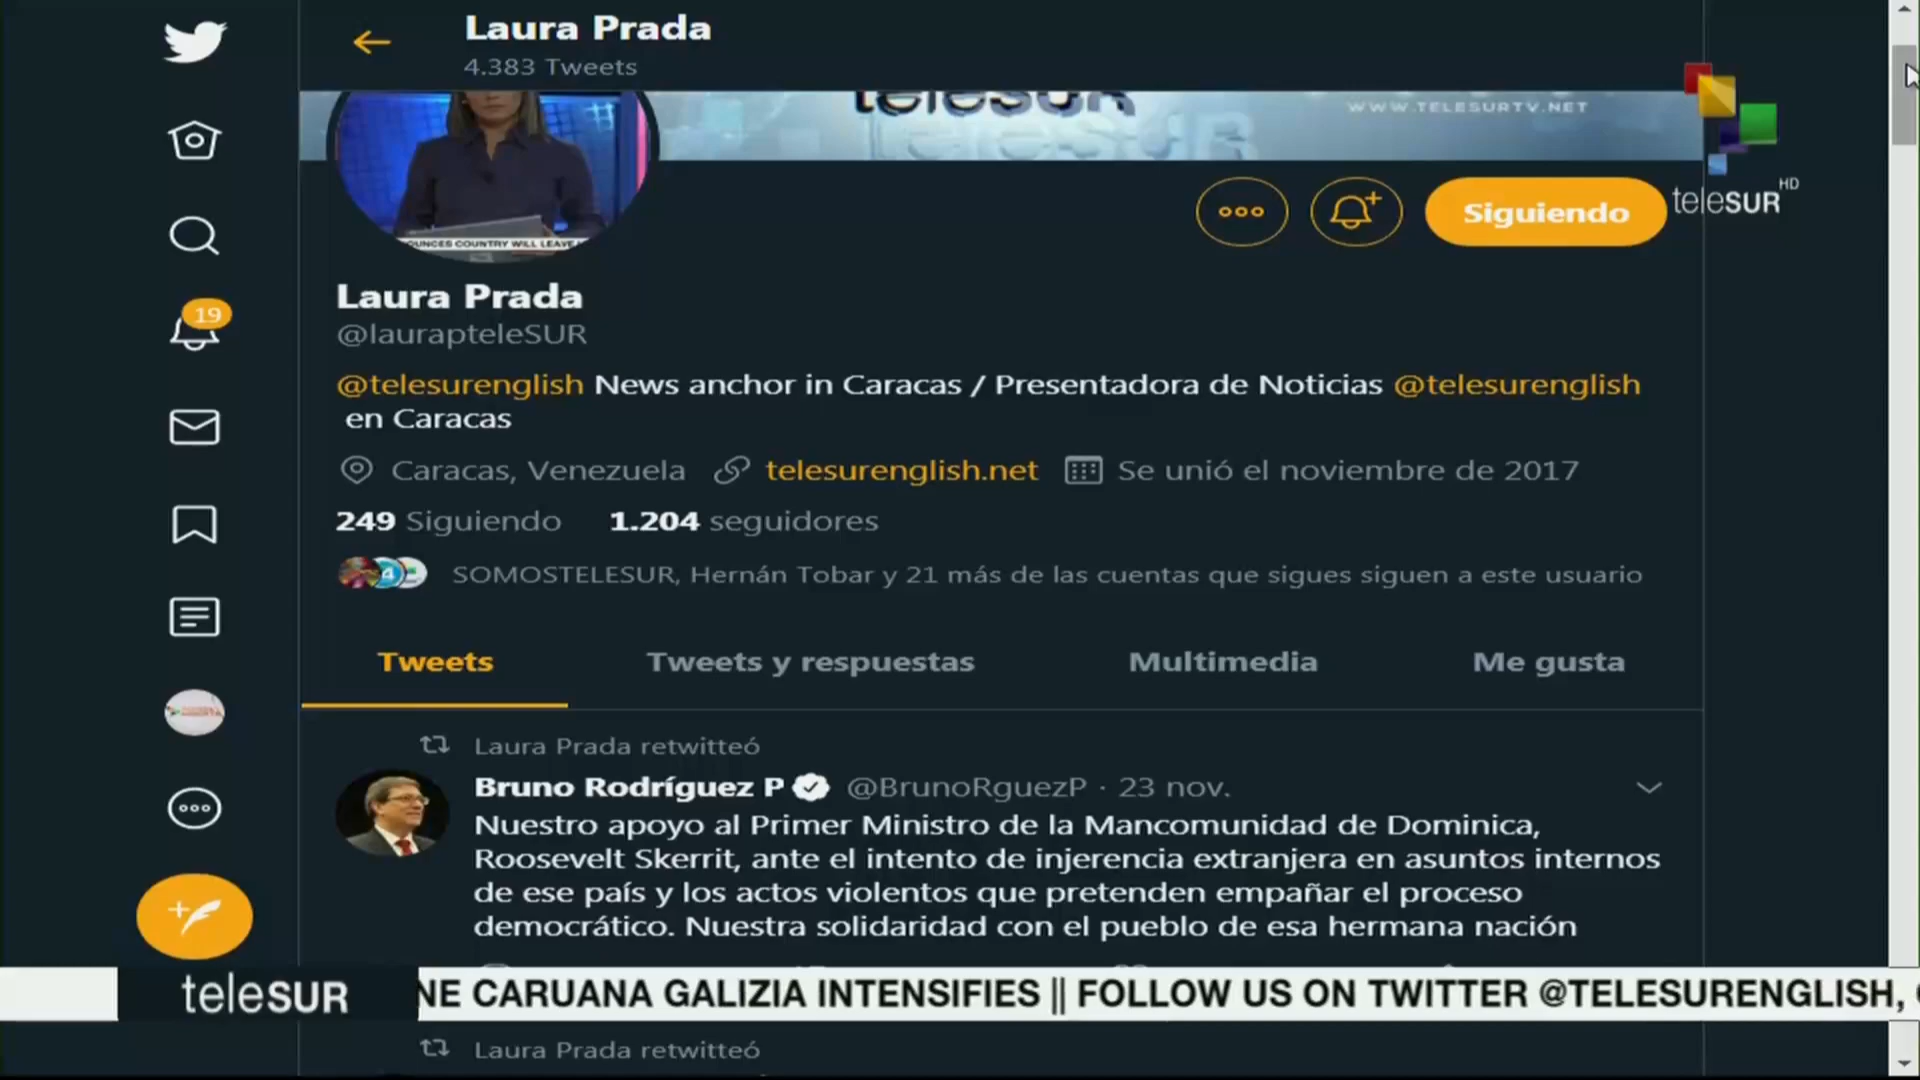 Laura Prada
4.383 Tweets
teleSUR
WWW.TELESURTV.NET
teleSUR HD
OUNCES COUNTRY WILL LEAVE
Siguiendo
19
Laura Prada
@laurapteleSUR
@telesurenglish News anchor in Caracas / Presentadora de Noticias @telesurenglish
en Caracas
Caracas, Venezuela telesurenglish.net Se unió el noviembre de 2017
249 Siguiendo 1.204 seguidores
SOMOSTELESUR, Hernán Tobar y 21 más de las cuentas que sigues siguen a este usuario
Tweets Tweets y respuestas Multimedia Me gusta
Laura Prada retwitteó
Bruno Rodríguez P @BrunoRguezP · 23 nov.
Nuestro apoyo al Primer Ministro de la Mancomunidad de Dominica,
Roosevelt Skerrit, ante el intento de injerencia extranjera en asuntos internos
de ese país y los actos violentos que pretenden empañar el proceso
democrático. Nuestra solidaridad con el pueblo de esa hermana nación
teleSUR NE CARUANA GALIZIA INTENSIFIES || FOLLOW US ON TWITTER @TELESURENGLISH,
Laura Prada retwitteó